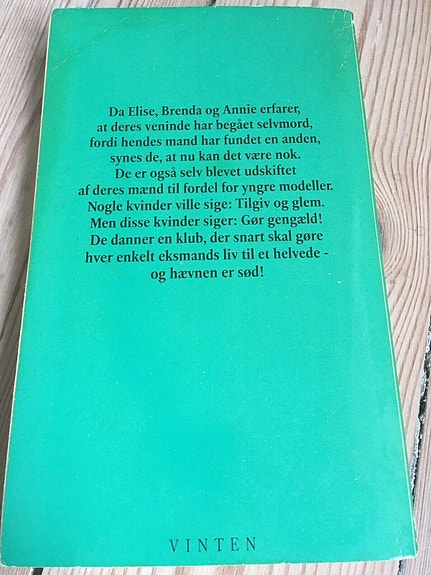 Da Elise, Brenda og Annie erfarer,
at deres veninde har begået selvmord,
fordi hendes mand har fundet en anden,
synes de, at nu kan det være nok.
De er også selv blevet udskiftet
af deres mænd til fordel for yngre modeller.
Nogle kvinder ville sige: Tilgiv og glem.
Men disse kvinder siger: Gør gengæld!
De danner en klub, der snart skal gøre
hver enkelt eksmands liv til et helvede -
og hævnen er sød!
VINTEN